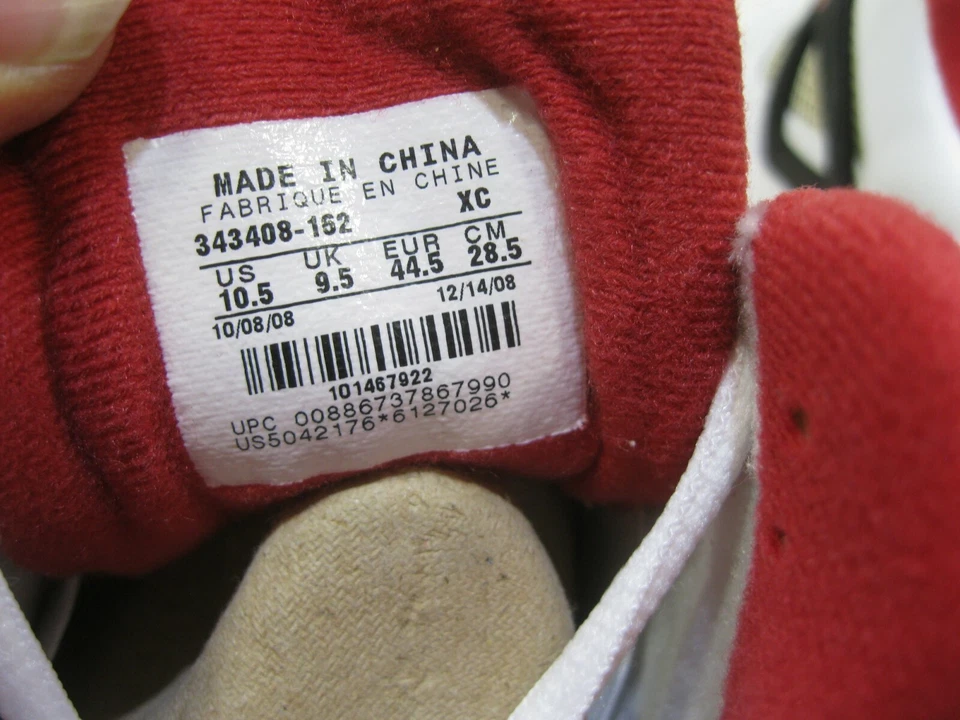 MADE IN CHINA
FABRIQUE EN CHINE
343408-162 XC
US UK EUR CM
10.5 9.5 44.5 28.5
10/08/08 12/14/08
101467922
UPC 00886737867990
US5042176*6127026*